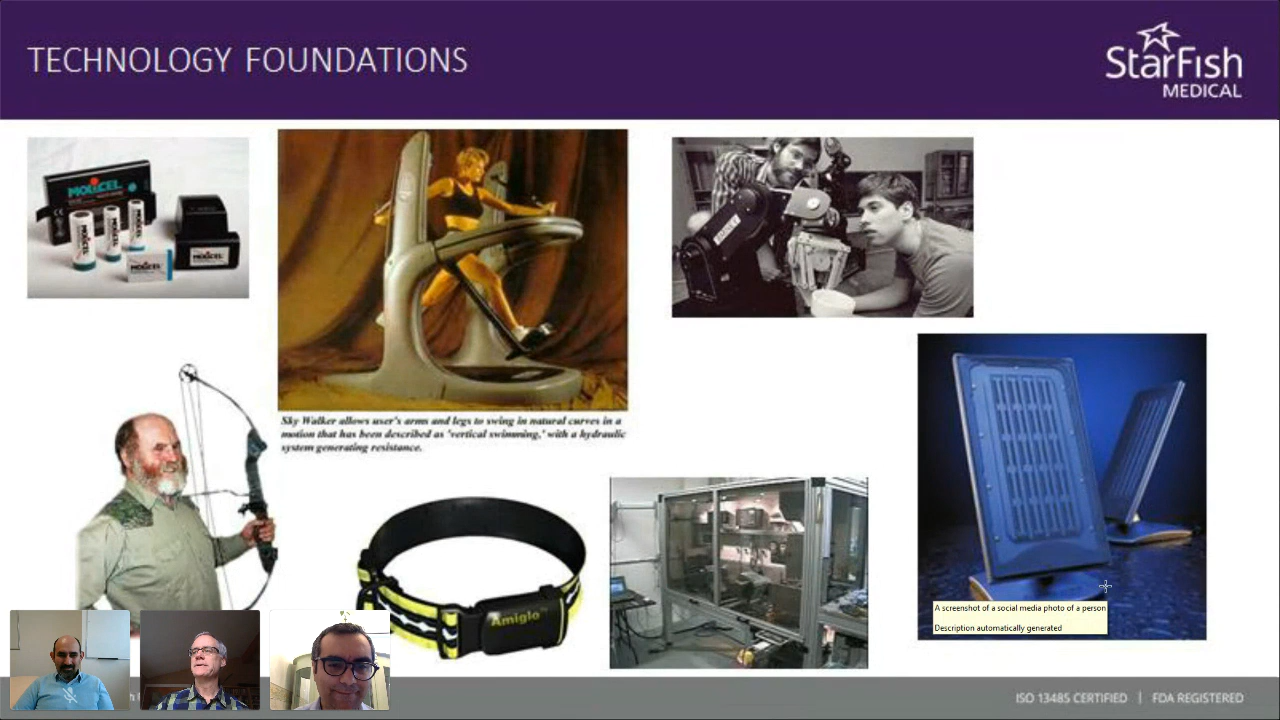 TECHNOLOGY FOUNDATIONS
StarFish
MEDICAL
MOLICEL
MOLICEL
Sky Walker allows user's arms and legs to swing in natural curves in a
motion that has been described as 'vertical swimming,' with a hydraulic
system generating resistance.
Amiglo
A screenshot of a social media photo of a person
Description automatically generated
ISO 13485 CERTIFIED | FDA REGISTERED